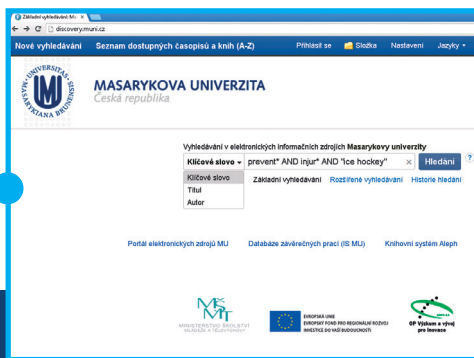 Základní vyhledávání: M
discovery.muni.cz
Nové vyhledávání Seznam dostupných časopisů a knih (A-Z) Přihlásit se Složka Nastavení Jazyky
UNIVERSITAS MASARYKIANA BRUNENSIS
MASARYKOVA UNIVERZITA
Česká republika
Vyhledávání v elektronických informačních zdrojích Masarykovy univerzity
Klíčové slovo prevent* AND injur* AND "ice hockey" × Hledání ?
Klíčové slovo
Titul
Autor
Základní vyhledávání Rozšířené vyhledávání Historie hledání
Portál elektronických zdrojů MU Databáze závěrečných prací (IS MU) Knihovní systém Aleph
MINISTERSTVO ŠKOLSTVÍ
MLÁDEŽE A TĚLOVÝCHOVY
EVROPSKÁ UNIE
EVROPSKÝ FOND PRO REGIONÁLNÍ ROZVOJ
INVESTICE DO VAŠÍ BUDOUCNOSTI
OP Výzkum a vývoj
pro inovace